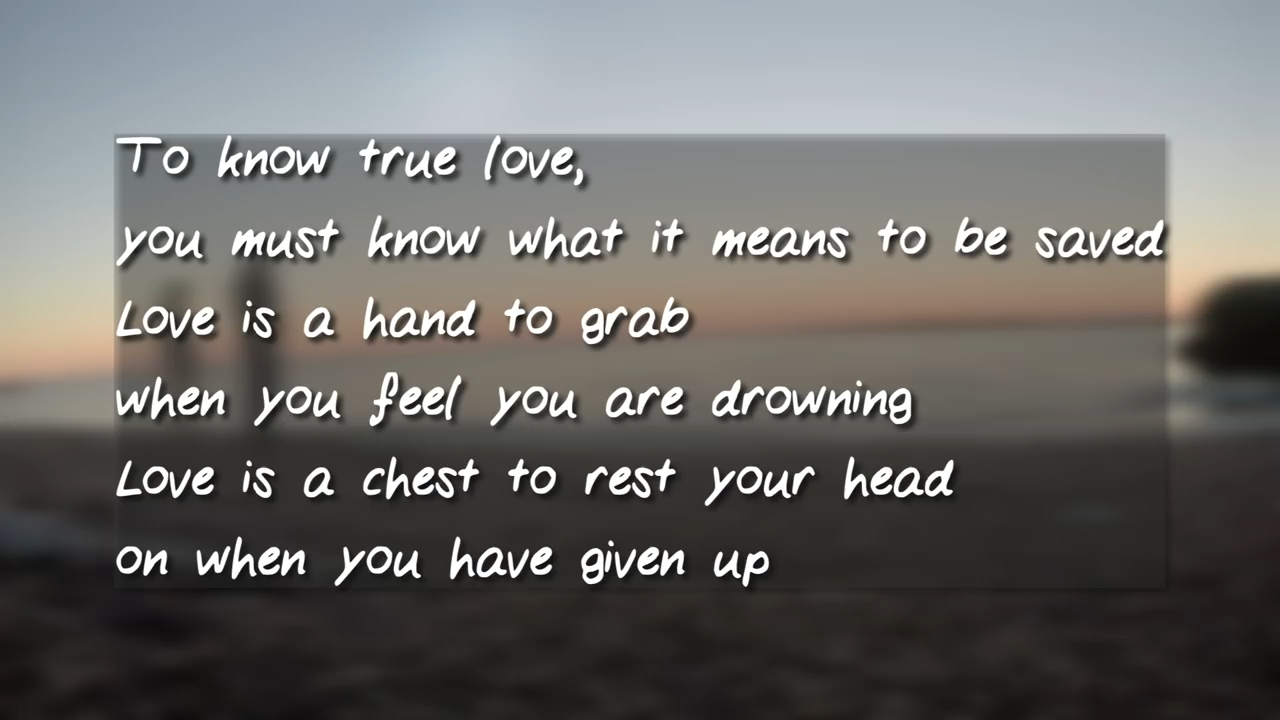 To know true love,
you must know what it means to be saved
Love is a hand to grab
when you feel you are drowning
Love is a chest to rest your head
on when you have given up